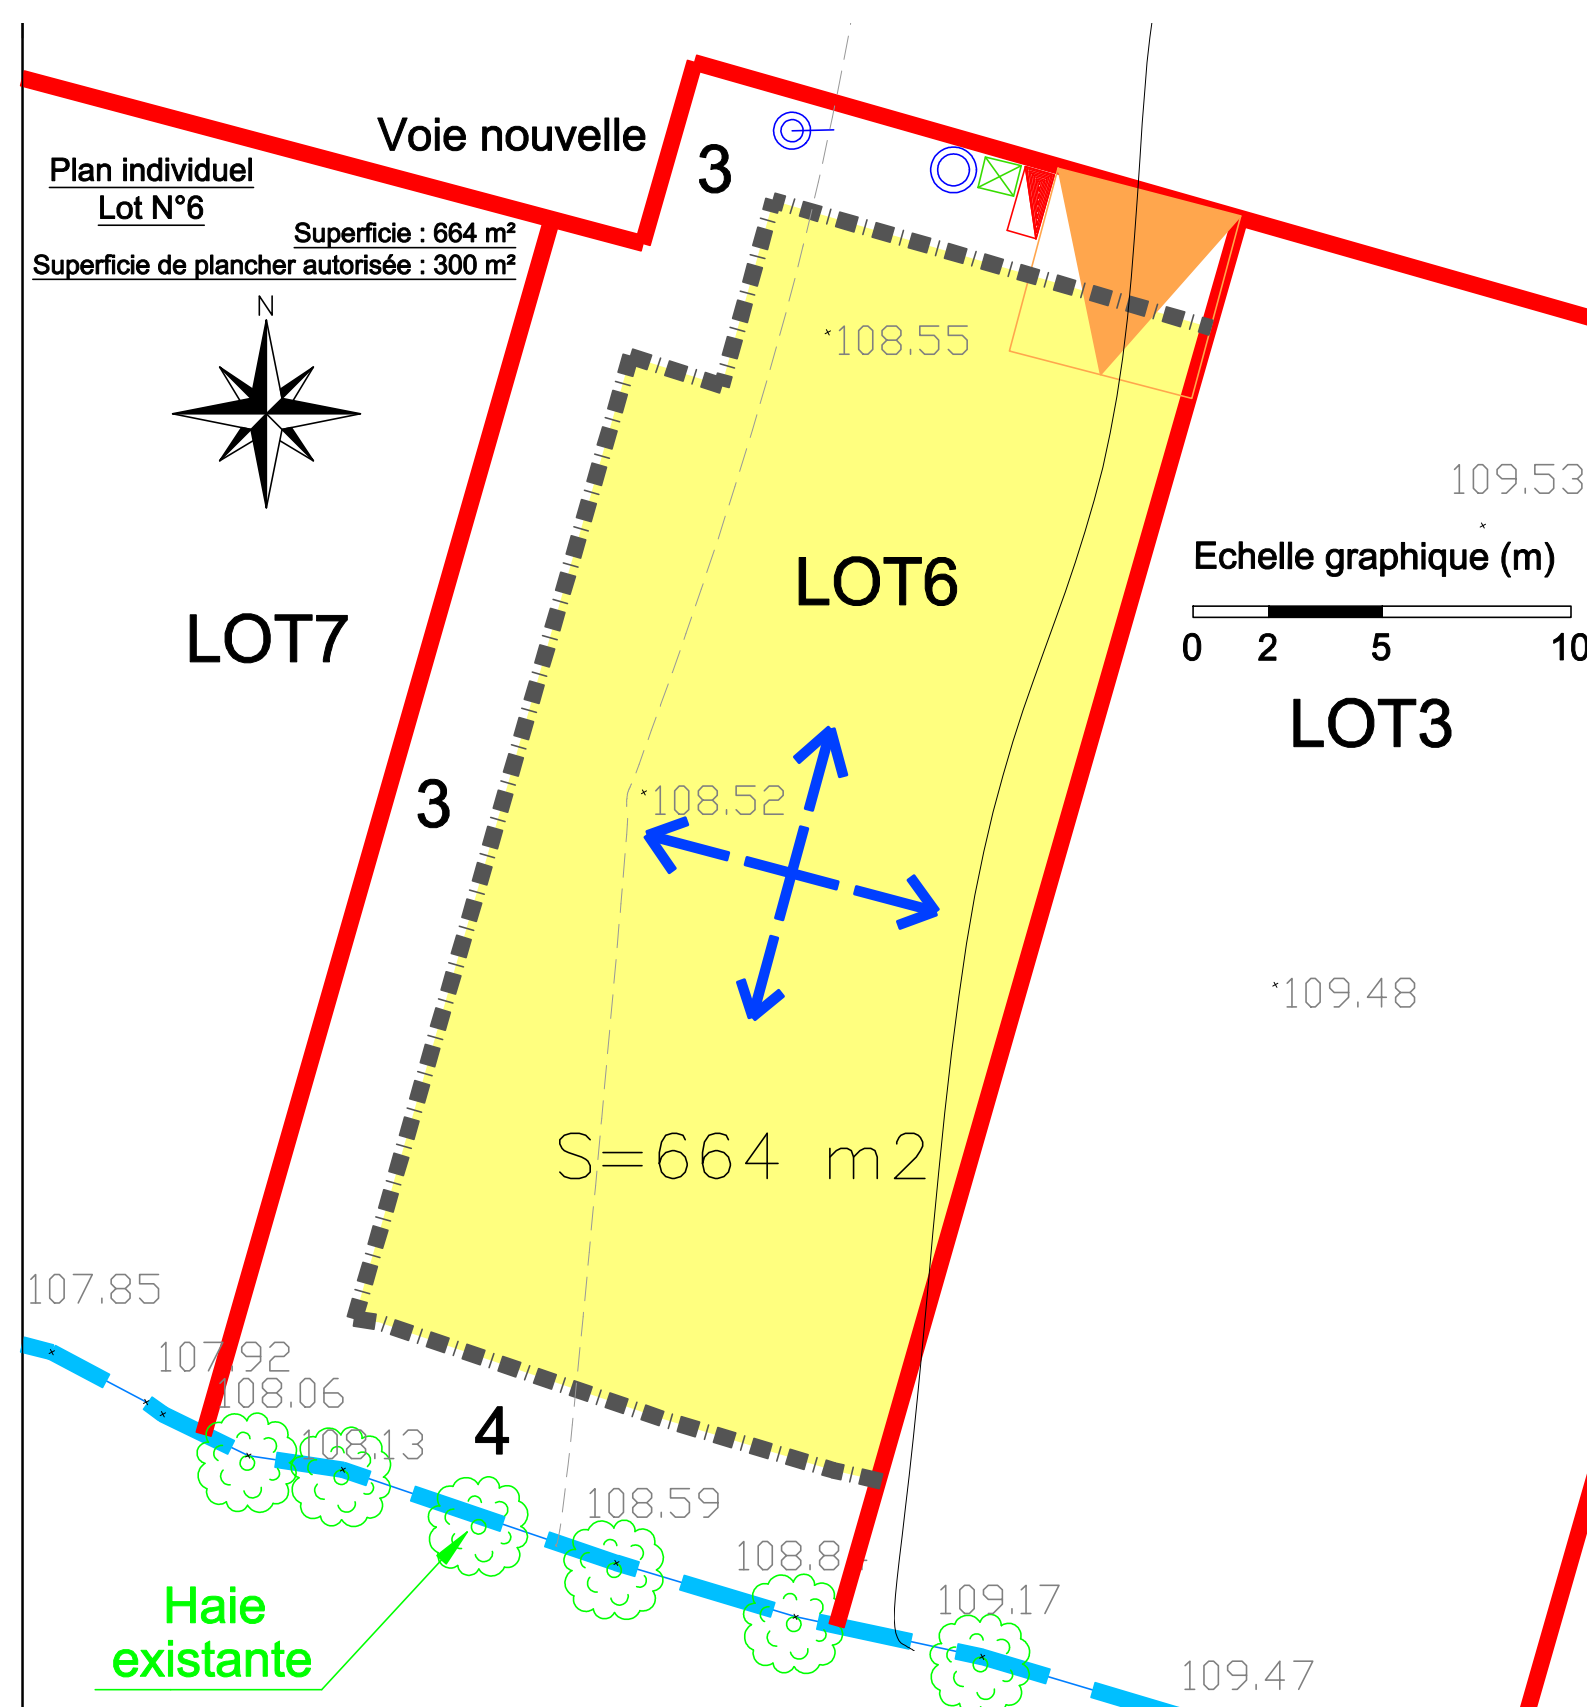 Voie nouvelle
3
Plan individuel
Lot N°6
Superficie : 664 m²
Superficie de plancher autorisée : 300 m²
N
108.55
109.53
Echelle graphique (m)
0 2 5 10
LOT6
LOT7
LOT3
3
108.52
109.48
S=664 m2
107.85
107.92
108.06
108.13
4
108.59
108.8
109.17
109.47
Haie
existante